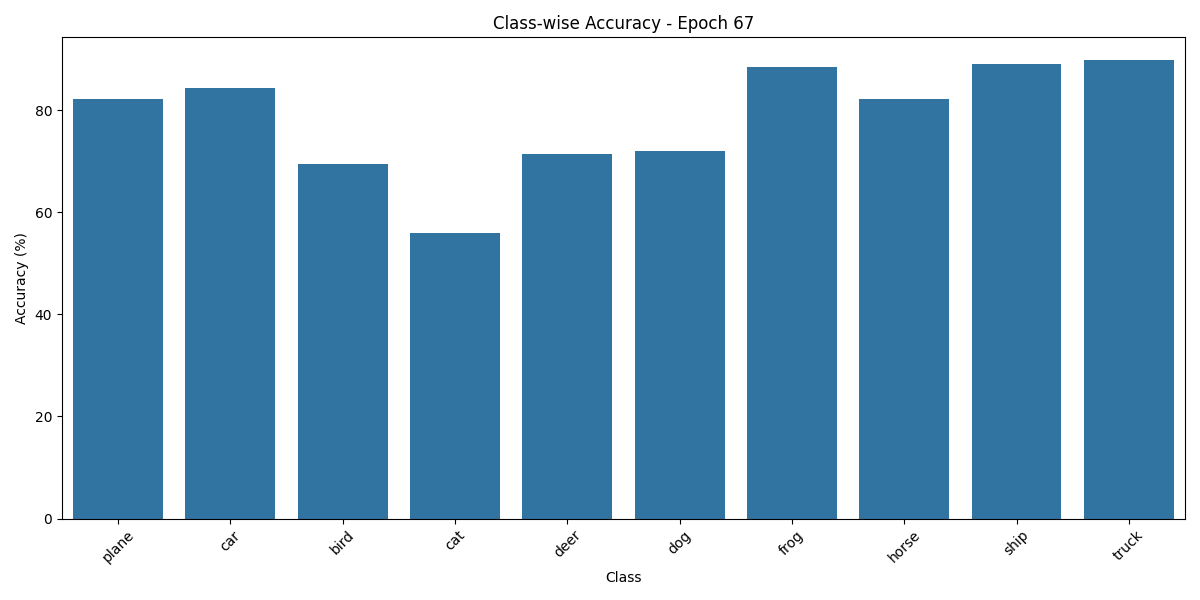 Class-wise Accuracy - Epoch 67
Accuracy (%)
80
60
40
20
0
plane
car
bird
cat
deer
dog
frog
horse
ship
truck
Class